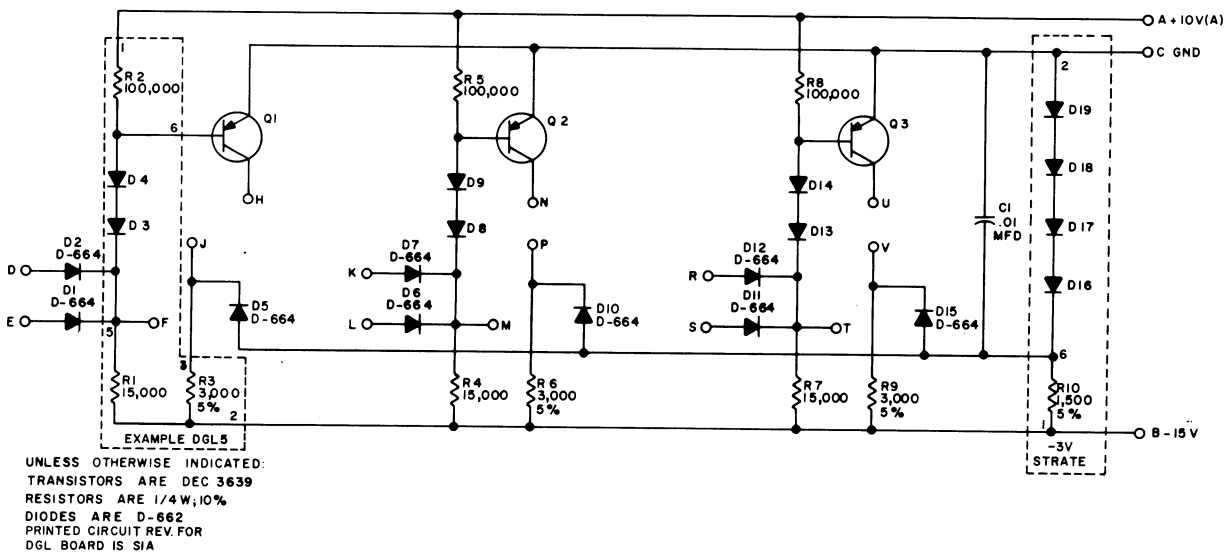 A +10V(A)
C GND
1
R2
100,000
6
Q1
H
D4
D3
D2
D-664
D
D1
D-664
E
5
F
J
D5
D-664
R1
15,000
3
R3
3,000
5%
2
EXAMPLE DGL5
R5
100,000
Q2
N
D9
D8
D7
D-664
K
D6
D-664
L
M
P
D10
D-664
R4
15,000
R6
3,000
5%
R8
100,000
Q3
U
D14
D13
D12
D-664
R
D11
D-664
S
T
V
D15
D-664
R7
15,000
R9
3,000
5%
C1
.01
MFD
2
D19
D18
D17
D16
6
R10
1,500
5%
1
-3V
STRATE
B -15V
UNLESS OTHERWISE INDICATED:
TRANSISTORS ARE DEC 3639
RESISTORS ARE 1/4W; 10%
DIODES ARE D-662
PRINTED CIRCUIT REV. FOR
DGL BOARD IS S1A